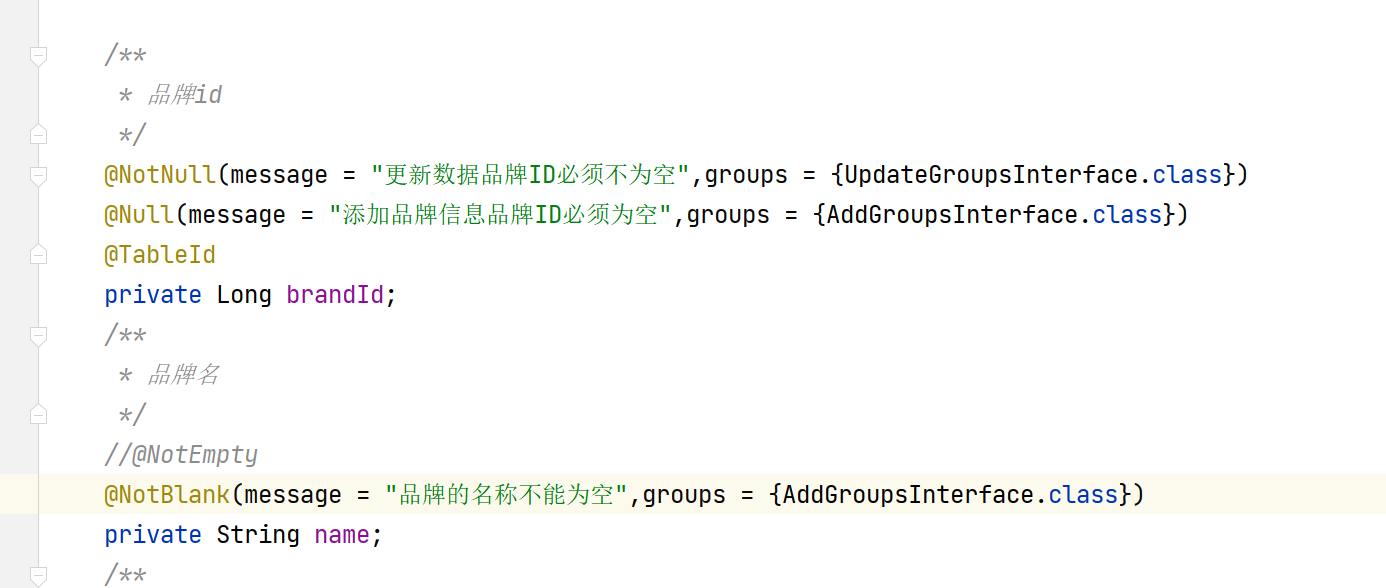 /**
 * 品牌id
 */
@NotNull(message = "更新数据品牌ID必须不为空",groups = {UpdateGroupsInterface.class})
@Null(message = "添加品牌信息品牌ID必须为空",groups = {AddGroupsInterface.class})
@TableId
private Long brandId;
/**
 * 品牌名
 */
//@NotEmpty
@NotBlank(message = "品牌的名称不能为空",groups = {AddGroupsInterface.class})
private String name;
/**